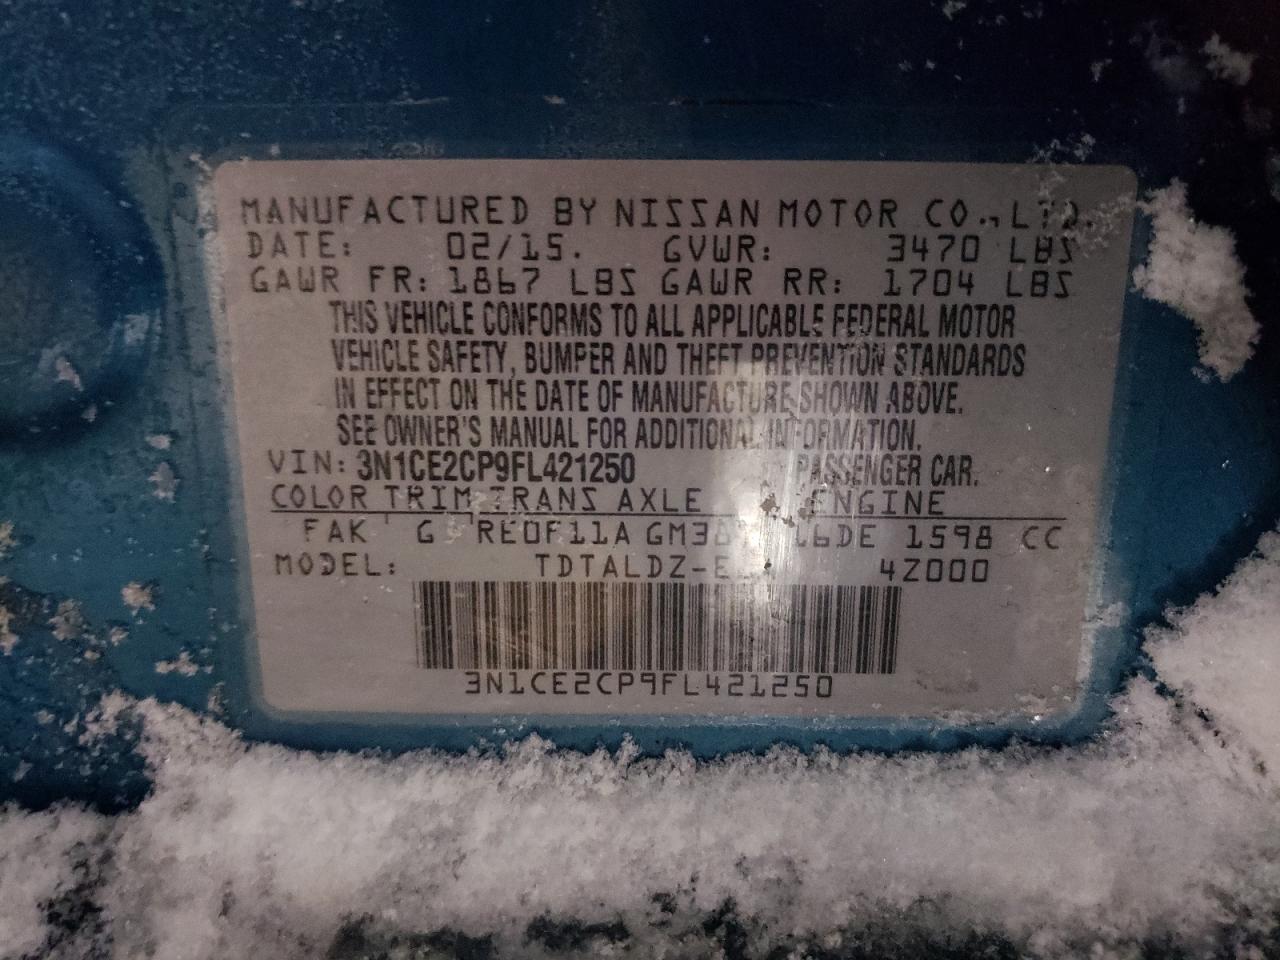 MANUFACTURED BY NISSAN MOTOR CO., LTD.
DATE: 02/15. GVWR: 3470 LBS
GAWR FR: 1867 LBS GAWR RR: 1704 LBS
THIS VEHICLE CONFORMS TO ALL APPLICABLE FEDERAL MOTOR
VEHICLE SAFETY, BUMPER AND THEFT PREVENTION STANDARDS
IN EFFECT ON THE DATE OF MANUFACTURE SHOWN ABOVE.
SEE OWNER'S MANUAL FOR ADDITIONAL INFORMATION.
VIN: 3N1CE2CP9FL421250 PASSENGER CAR.
COLOR TRIM TRANS AXLE ENGINE
FAK G RE0F11A 1598 CC
MODEL: 4Z000
3N1CE2CP9FL421250